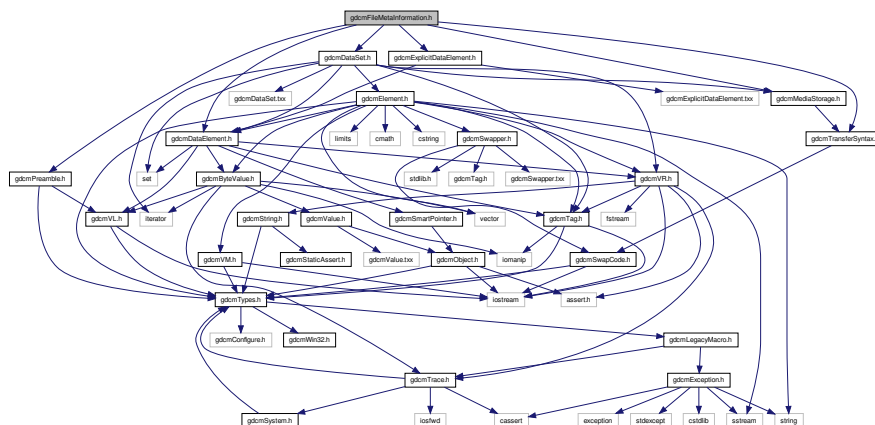 gdcmFileMetaInformation.h
gdcmDataSet.h
gdcmExplicitDataElement.h
gdcmDataSet.txx
gdcmElement.h
gdcmExplicitDataElement.txx
gdcmMediaStorage.h
gdcmDataElement.h
limits
cmath
cstring
gdcmSwapper.h
gdcmTransferSyntax.
gdcmPreamble.h
set
gdcmByteValue.h
stdlib.h
gdcmTag.h
gdcmSwapper.txx
gdcmVR.h
gdcmVL.h
iterator
gdcmString.h
gdcmValue.h
gdcmSmartPointer.h
vector
gdcmTag.h
fstream
gdcmVM.h
gdcmStaticAssert.h
gdcmValue.txx
gdcmObject.h
iomanip
gdcmSwapCode.h
gdcmTypes.h
iostream
assert.h
gdcmConfigure.h
gdcmWin32.h
gdcmLegacyMacro.h
gdcmTrace.h
gdcmException.h
gdcmSystem.h
iosfwd
cassert
exception
stdexcept
cstdlib
sstream
string